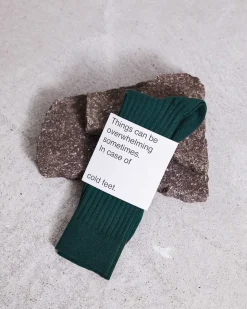 Things can be
overwhelming
sometimes.
In case of
cold feet.